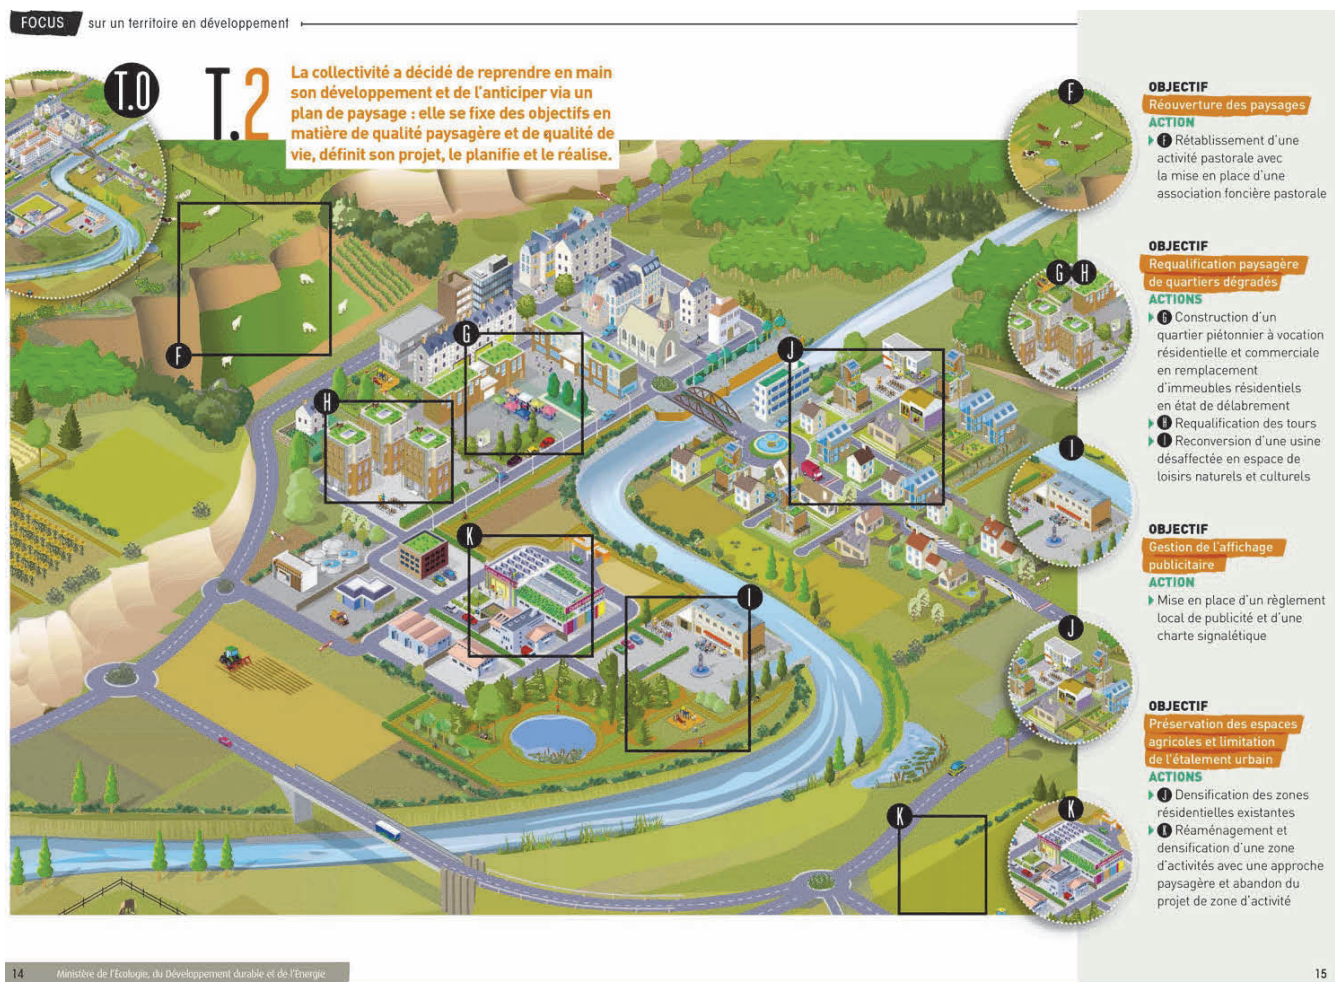 FOCUS sur un territoire en développement
T.0
T.2
La collectivité a décidé de reprendre en main
son développement et de l'anticiper via un
plan de paysage : elle se fixe des objectifs en
matière de qualité paysagère et de qualité de
vie, définit son projet, le planifie et le réalise.
F
G
H
J
K
I
K
F
OBJECTIF
Réouverture des paysages
ACTION
F Rétablissement d'une
activité pastorale avec
la mise en place d'une
association foncière pastorale
G H
OBJECTIF
Requalification paysagère
de quartiers dégradés
ACTIONS
G Construction d'un
quartier piétonnier à vocation
résidentielle et commerciale
en remplacement
d'immeubles résidentiels
en état de délabrement
H Requalification des tours
I Reconversion d'une usine
désaffectée en espace de
loisirs naturels et culturels
I
OBJECTIF
Gestion de l'affichage
publicitaire
ACTION
Mise en place d'un règlement
local de publicité et d'une
charte signalétique
J
OBJECTIF
Préservation des espaces
agricoles et limitation
de l'étalement urbain
ACTIONS
J Densification des zones
résidentielles existantes
K Réaménagement et
densification d'une zone
d'activités avec une approche
paysagère et abandon du
projet de zone d'activité
K
14 Ministère de l'Écologie, du Développement durable et de l'Énergie
15